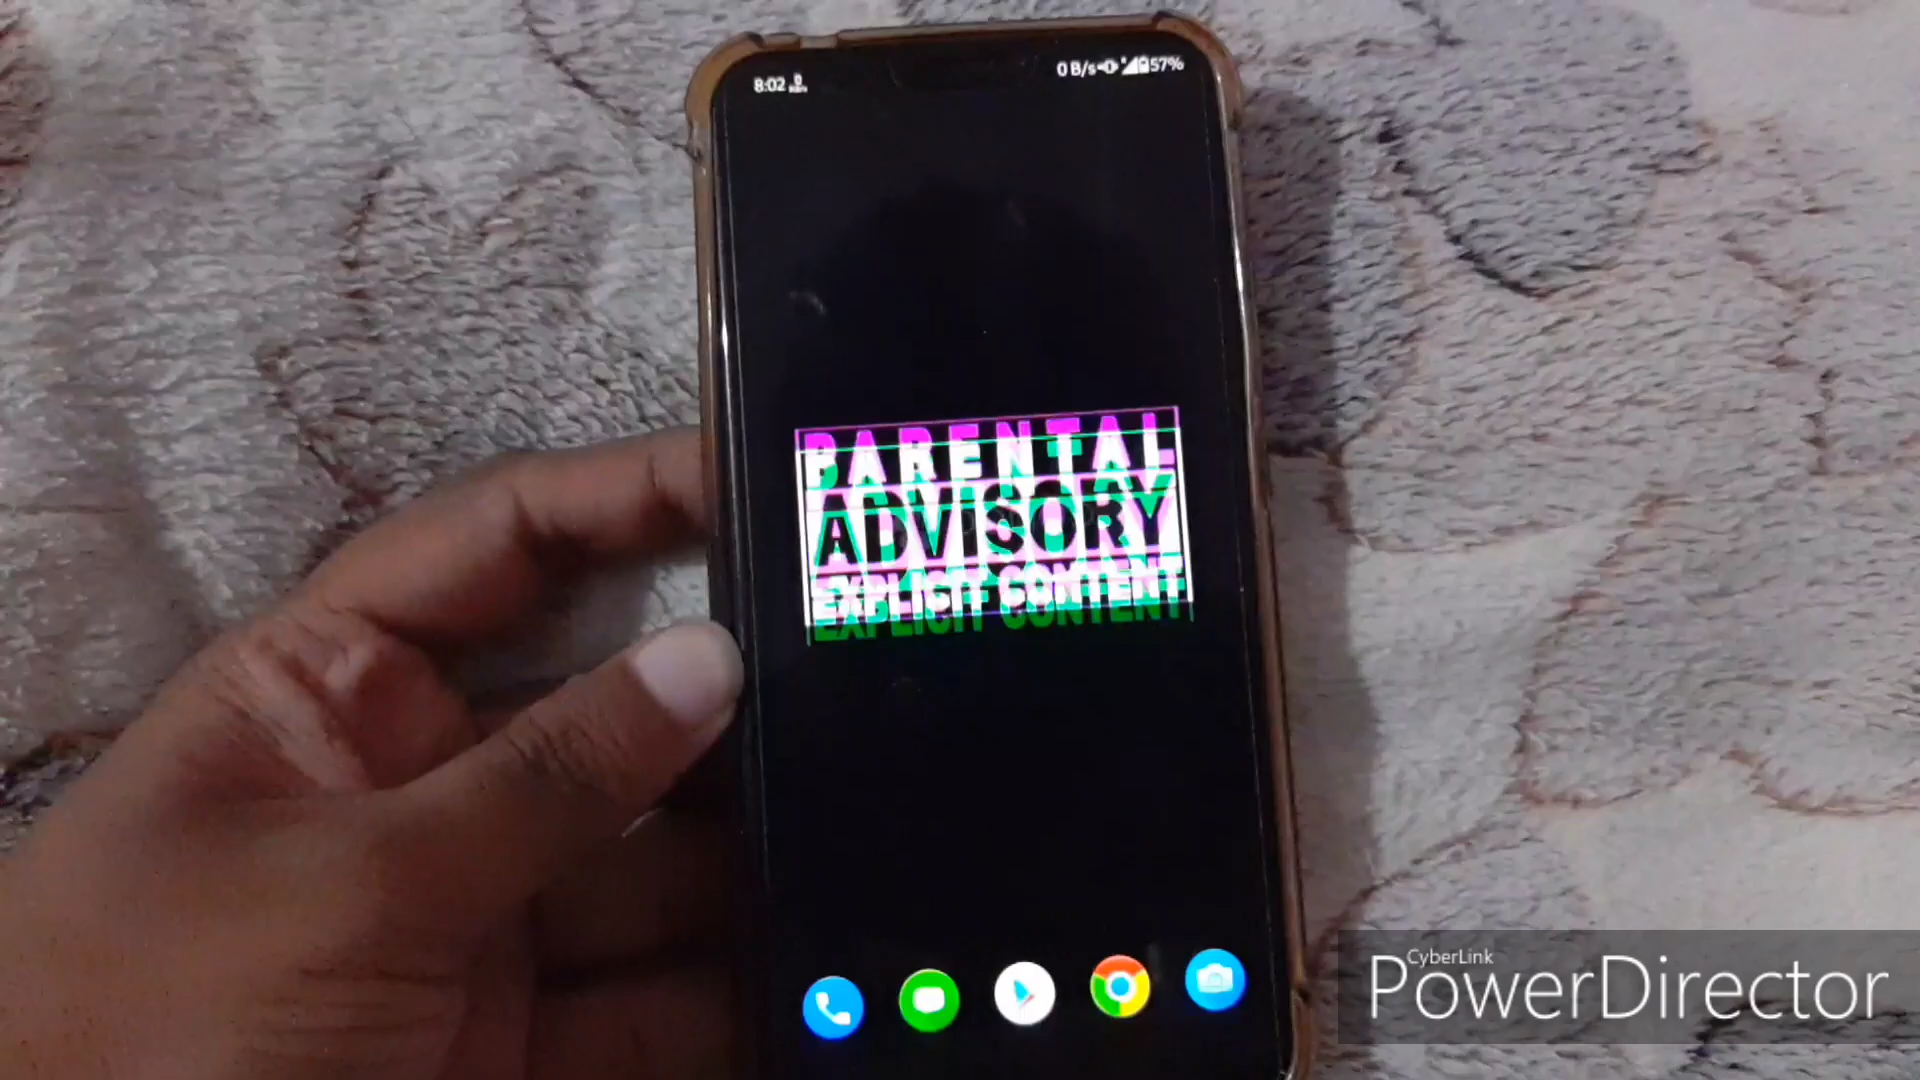 8:02
0 B/s 57%
PARENTAL
ADVISORY
EXPLICIT CONTENT
CyberLink
PowerDirector